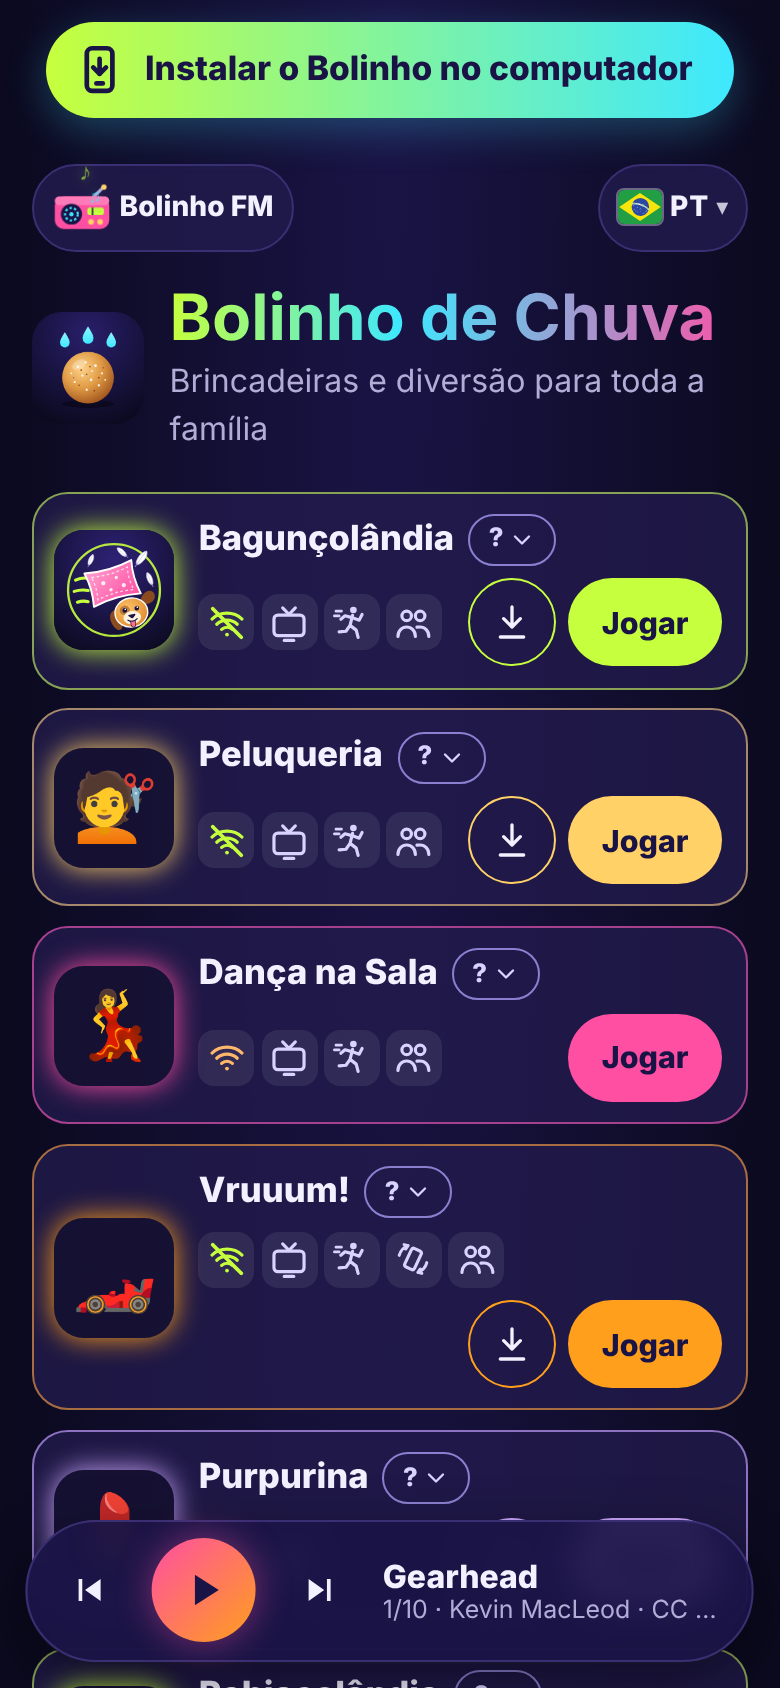 Instalar o Bolinho no computador
Bolinho FM
PT ▾
Bolinho de Chuva
Brincadeiras e diversão para toda a
família
Bagunçolândia ?
Jogar
Peluqueria ?
Jogar
Dança na Sala ?
Jogar
Vruuum! ?
Jogar
Purpurina ?
Gearhead
1/10 · Kevin MacLeod · CC ...